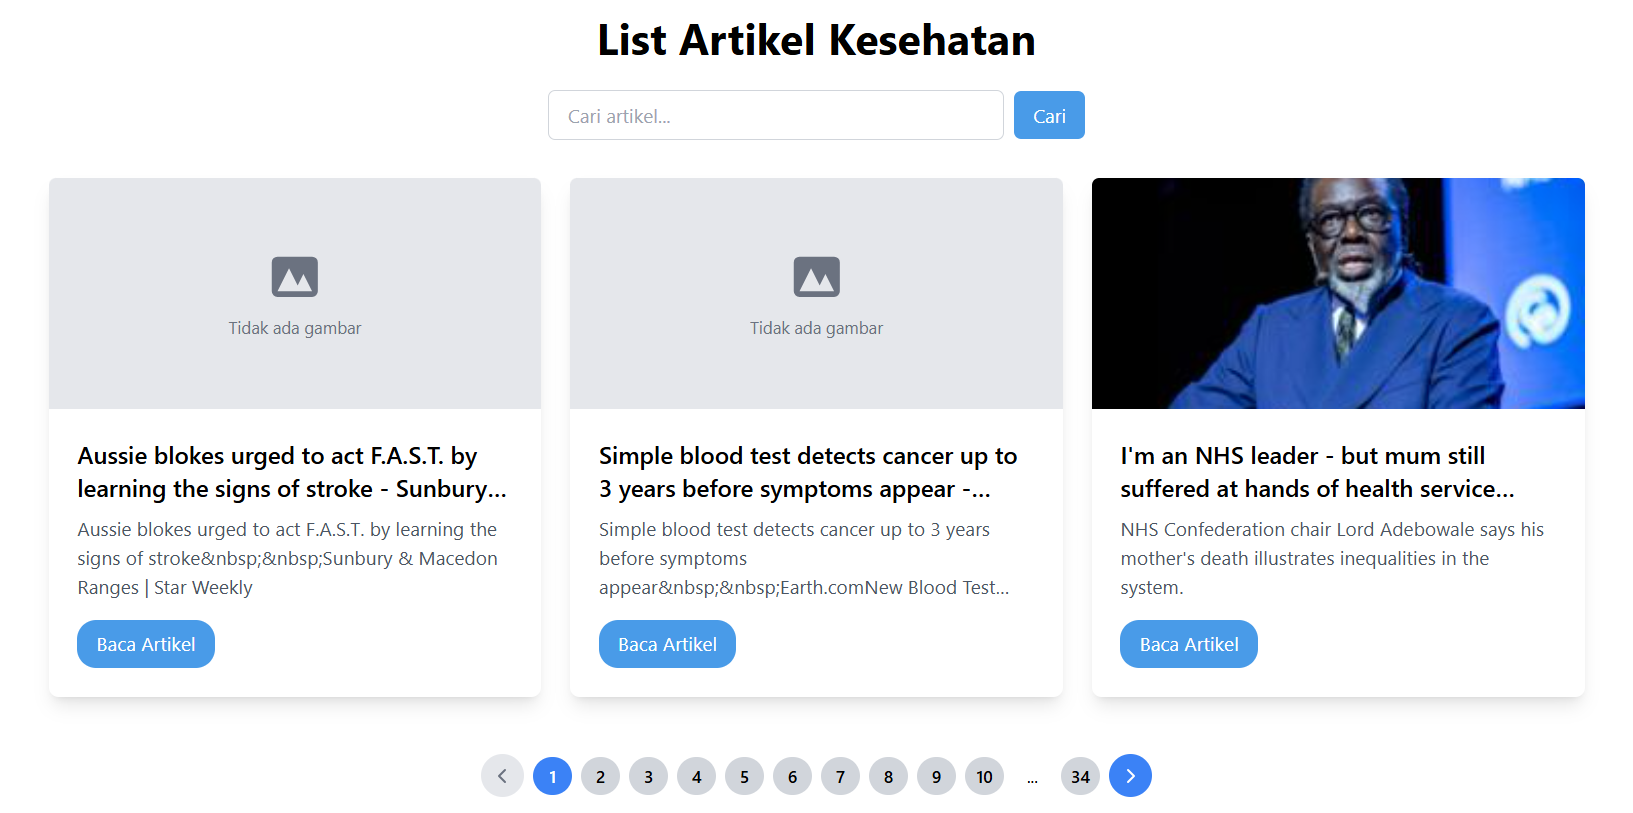 List Artikel Kesehatan
Cari artikel...
Cari
Tidak ada gambar
Aussie blokes urged to act F.A.S.T. by
learning the signs of stroke - Sunbury...
Aussie blokes urged to act F.A.S.T. by learning the
signs of stroke&nbsp;&nbsp;Sunbury & Macedon
Ranges | Star Weekly
Baca Artikel
Tidak ada gambar
Simple blood test detects cancer up to
3 years before symptoms appear -...
Simple blood test detects cancer up to 3 years
before symptoms
appear&nbsp;&nbsp;Earth.comNew Blood Test...
Baca Artikel
I'm an NHS leader - but mum still
suffered at hands of health service...
NHS Confederation chair Lord Adebowale says his
mother's death illustrates inequalities in the
system.
Baca Artikel
1 2 3 4 5 6 7 8 9 10 ... 34